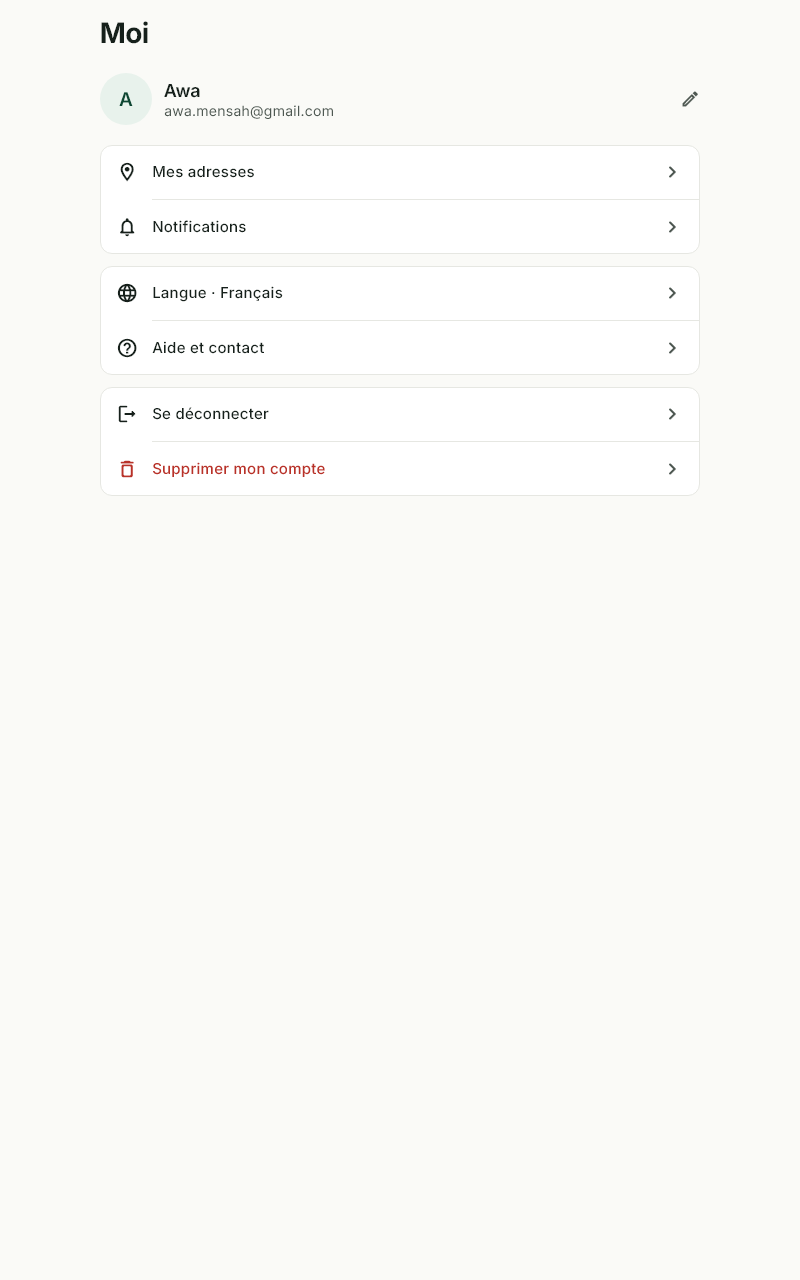 Moi
A
Awa
awa.mensah@gmail.com
Mes adresses
Notifications
Langue · Français
Aide et contact
Se déconnecter
Supprimer mon compte